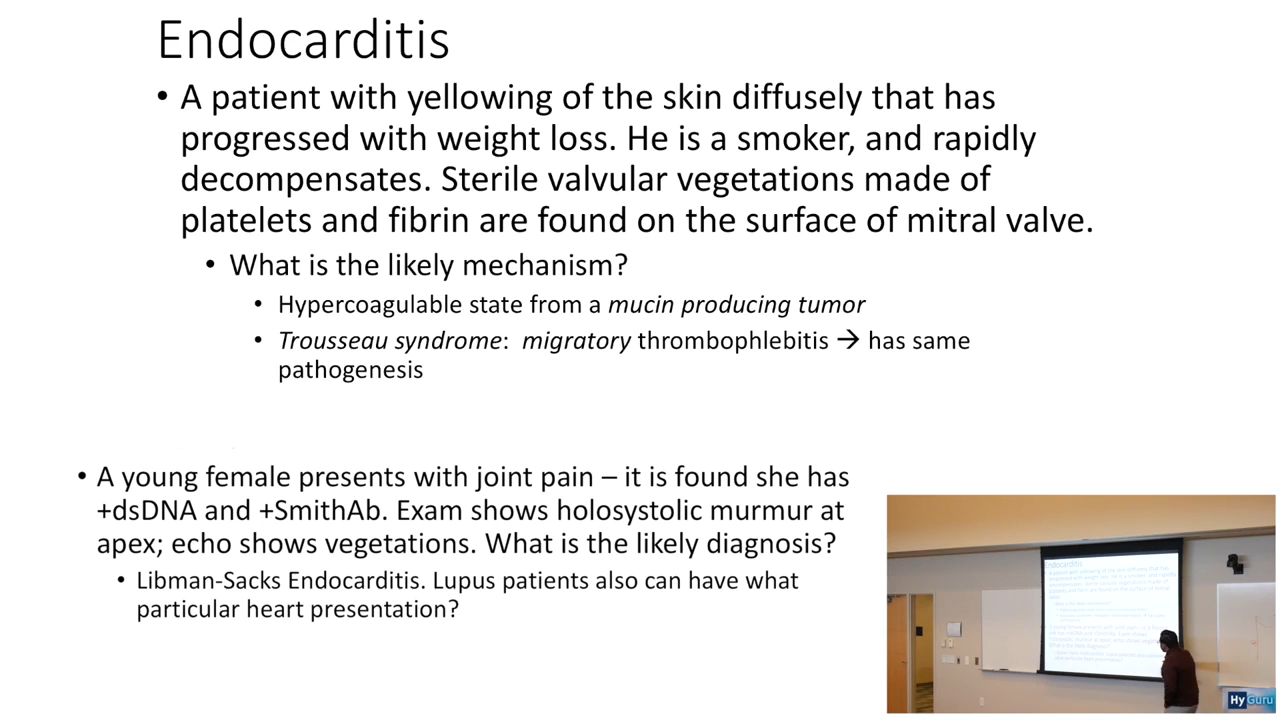 Endocarditis
• A patient with yellowing of the skin diffusely that has
progressed with weight loss. He is a smoker, and rapidly
decompensates. Sterile valvular vegetations made of
platelets and fibrin are found on the surface of mitral valve.
• What is the likely mechanism?
• Hypercoagulable state from a mucin producing tumor
• Trousseau syndrome: migratory thrombophlebitis → has same
pathogenesis
• A young female presents with joint pain – it is found she has
+dsDNA and +SmithAb. Exam shows holosystolic murmur at
apex; echo shows vegetations. What is the likely diagnosis?
• Libman-Sacks Endocarditis. Lupus patients also can have what
particular heart presentation?
Endocarditis
HyGuru